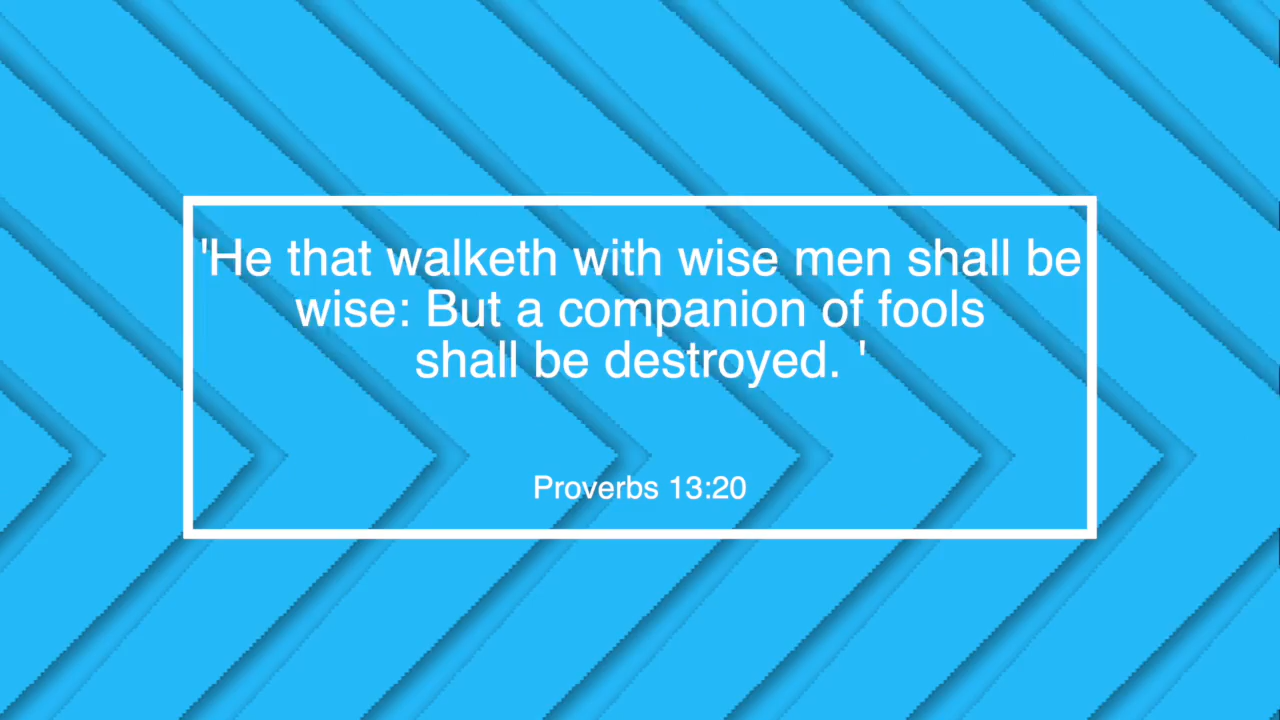 'He that walketh with wise men shall be
wise: But a companion of fools
shall be destroyed. '
Proverbs 13:20